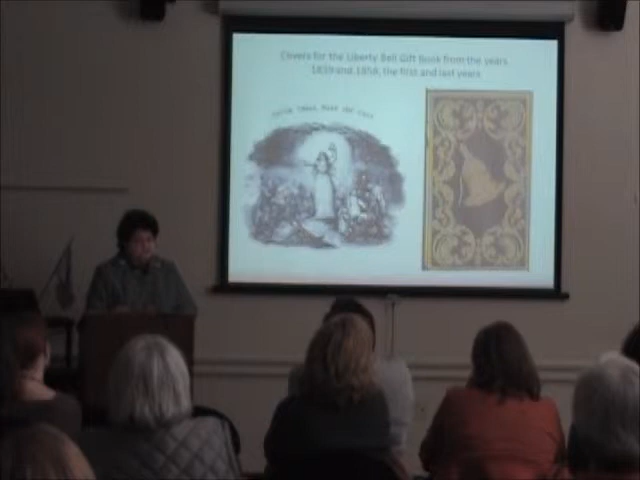 Covers for the Liberty Bell Gift Book from the years
1839 and 1858, the first and last years